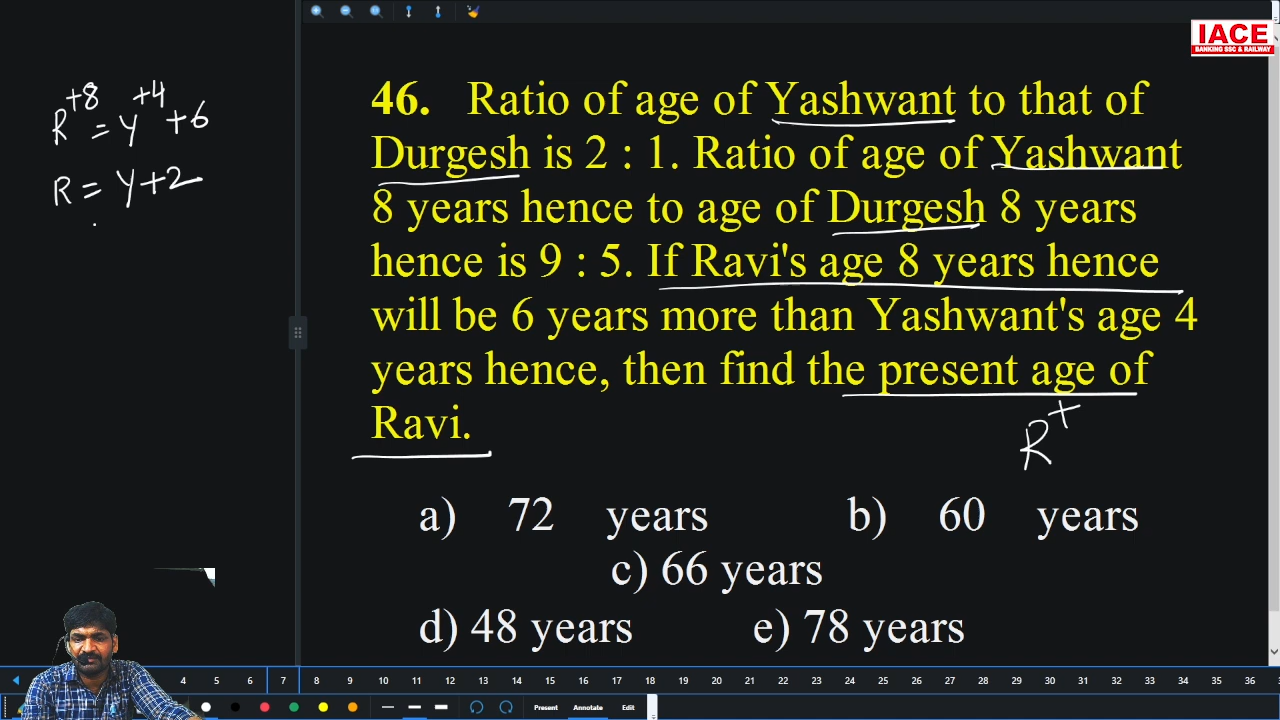 IACE
BANKING SSC & RAILWAY
R+8 = y+4 +6
R = y+2
46. Ratio of age of Yashwant to that of
Durgesh is 2 : 1. Ratio of age of Yashwant
8 years hence to age of Durgesh 8 years
hence is 9 : 5. If Ravi's age 8 years hence
will be 6 years more than Yashwant's age 4
years hence, then find the present age of
Ravi.
R+
a) 72 years b) 60 years
c) 66 years
d) 48 years e) 78 years
4 5 6 7 8 9 10 11 12 13 14 15 16 17 18 19 20 21 22 23 24 25 26 27 28 29 30 31 32 33 34 35 36
Present Annotate Edit